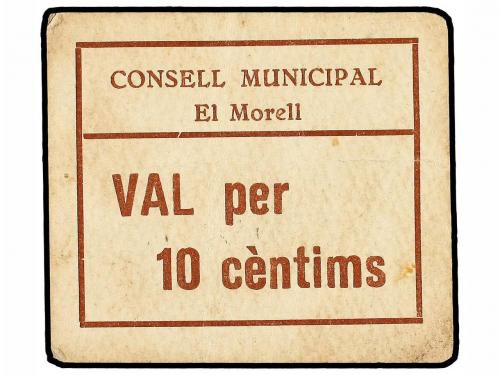 CONSELL MUNICIPAL
El Morell
VAL per
10 cèntims